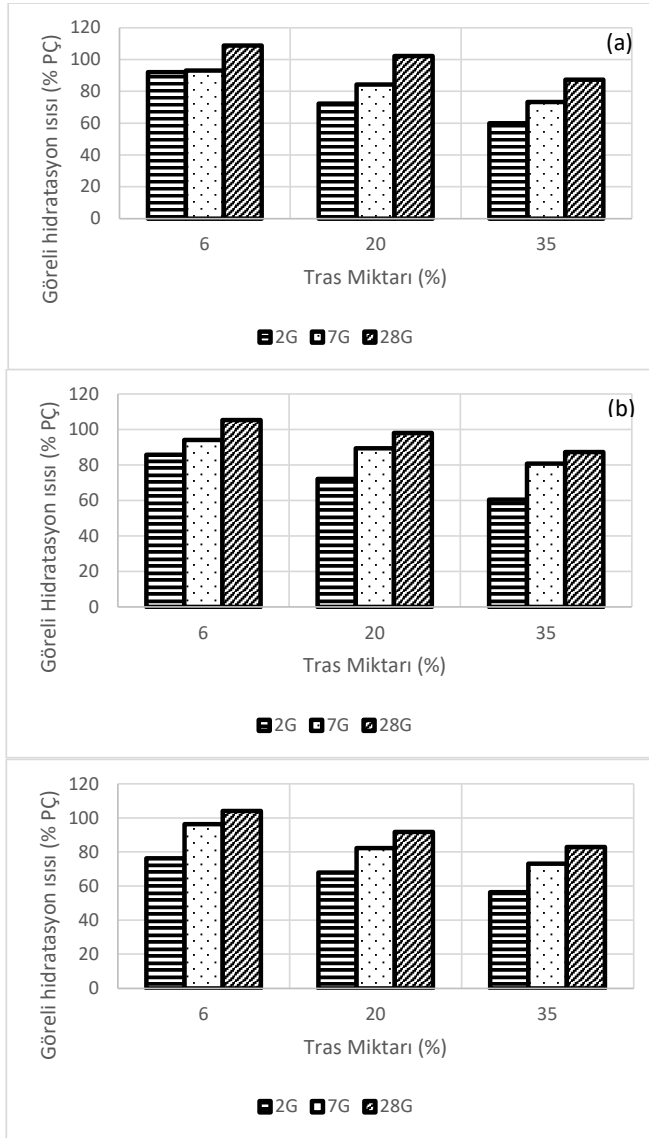 (a)
Göreli hidratasyon ısısı (% PÇ)
120
100
80
60
40
20
0
6 20 35
Tras Miktarı (%)
2G 7G 28G
(b)
Göreli Hidratasyon ısısı (% PÇ)
120
100
80
60
40
20
0
6 20 35
Tras Miktarı (%)
2G 7G 28G
Göreli hidratasyon ısısı (% PÇ)
120
100
80
60
40
20
0
6 20 35
Tras Miktarı (%)
2G 7G 28G